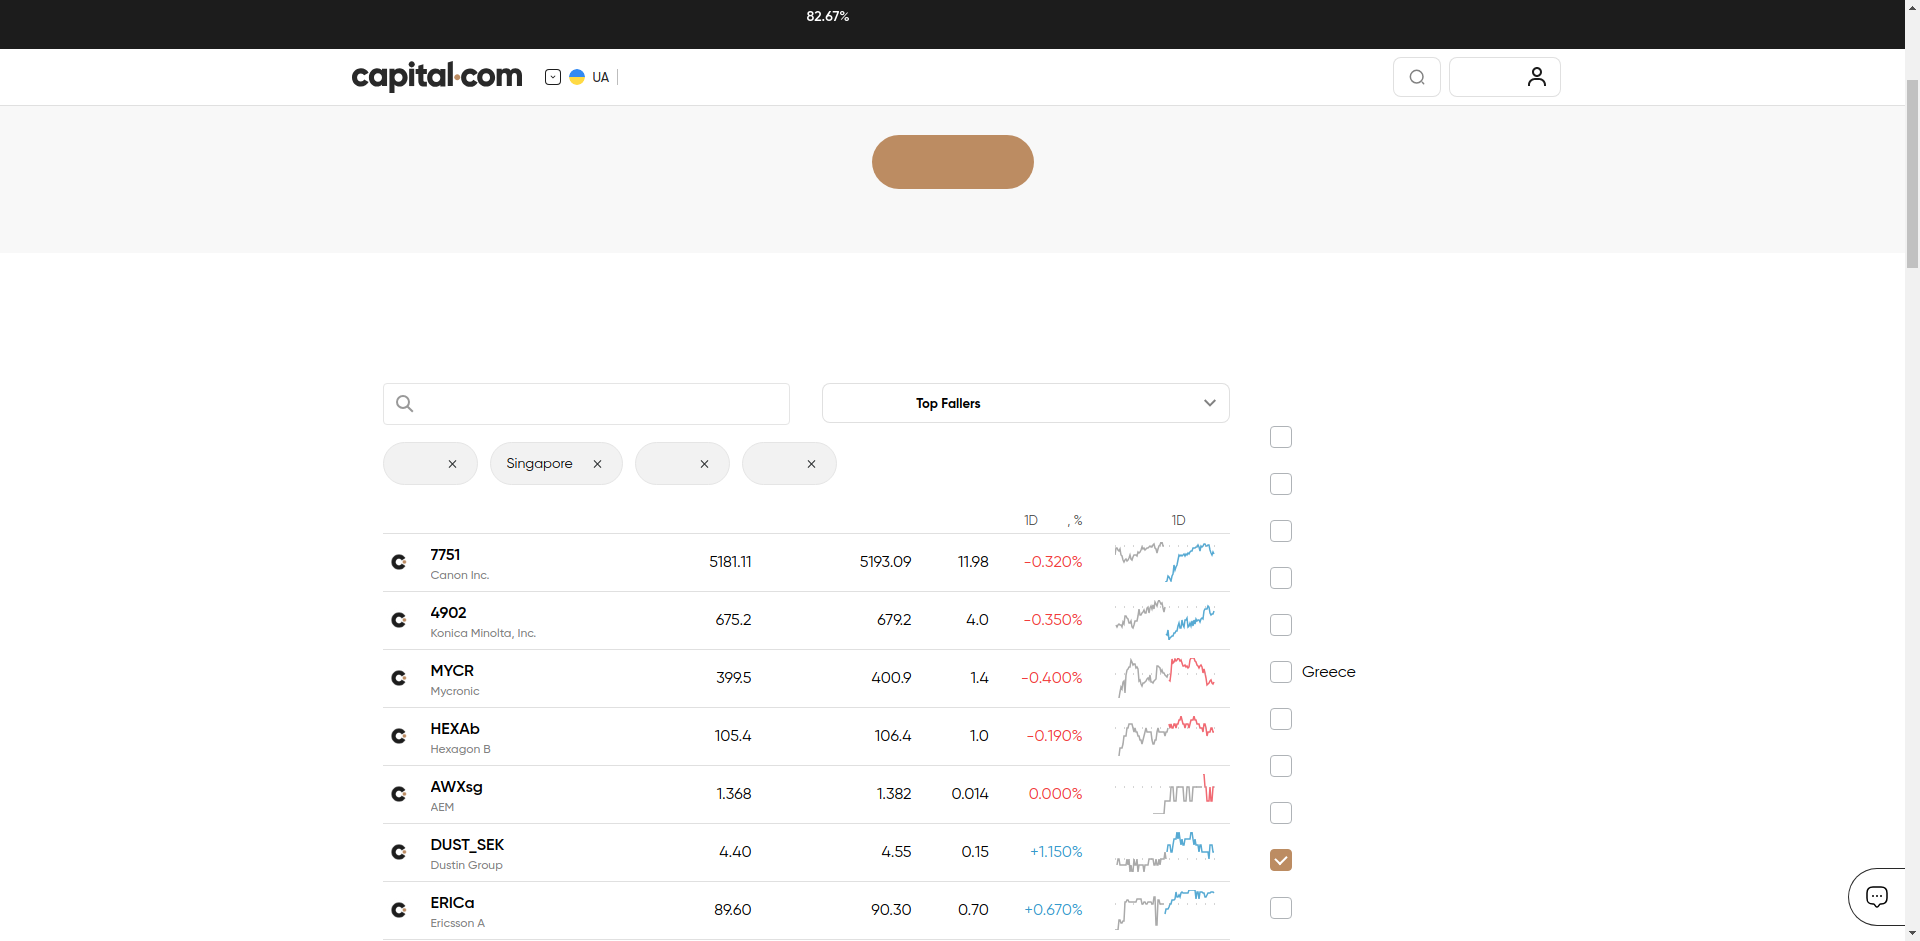 82.67%
capital.com
UA
Top Fallers
Singapore
1D , % 1D
7751 5181.11 5193.09 11.98 -0.320%
Canon Inc.
4902 675.2 679.2 4.0 -0.350%
Konica Minolta, Inc.
MYCR 399.5 400.9 1.4 -0.400%
Mycronic
Greece
HEXAb 105.4 106.4 1.0 -0.190%
Hexagon B
AWXsg 1.368 1.382 0.014 0.000%
AEM
DUST_SEK 4.40 4.55 0.15 +1.150%
Dustin Group
ERICa 89.60 90.30 0.70 +0.670%
Ericsson A